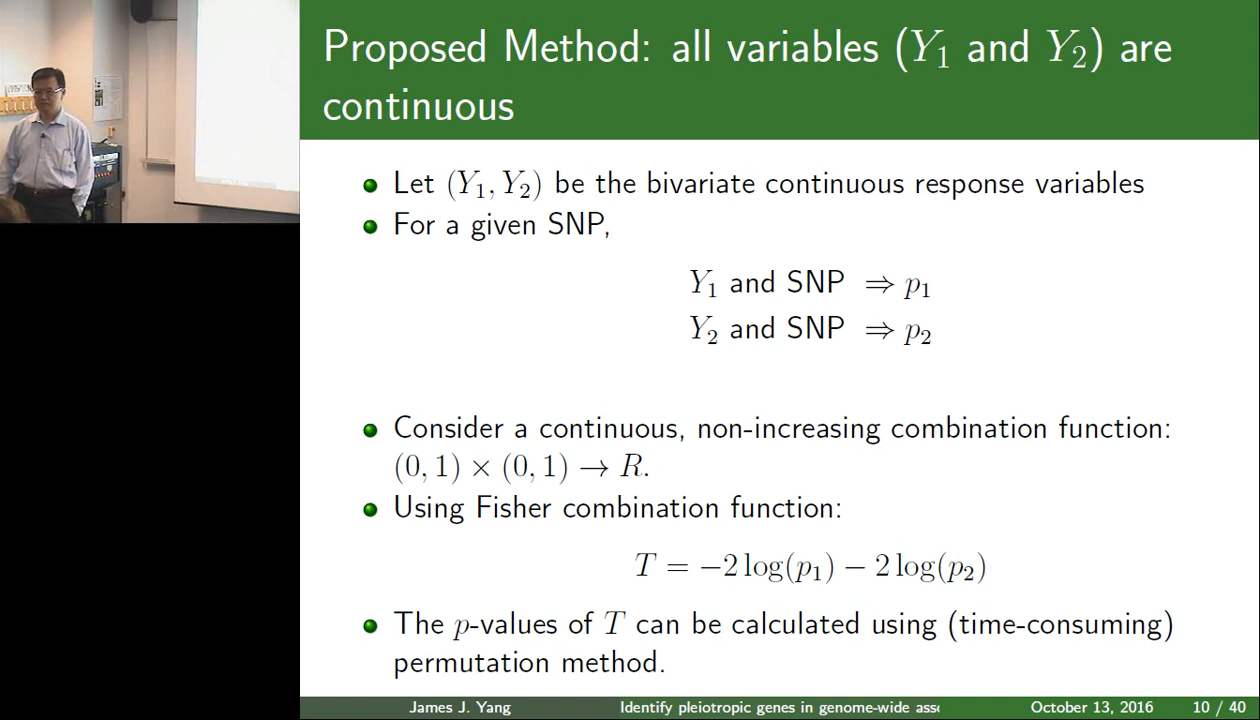 Proposed Method: all variables (Y₁ and Y₂) are
continuous
Let (Y₁, Y₂) be the bivariate continuous response variables
For a given SNP,
Y₁ and SNP ⇒ p₁
Y₂ and SNP ⇒ p₂
Consider a continuous, non-increasing combination function:
(0, 1) × (0, 1) → R.
Using Fisher combination function:
T = −2 log(p₁) − 2 log(p₂)
The p-values of T can be calculated using (time-consuming)
permutation method.
James J. Yang Identify pleiotropic genes in genome-wide asso October 13, 2016 10 / 40